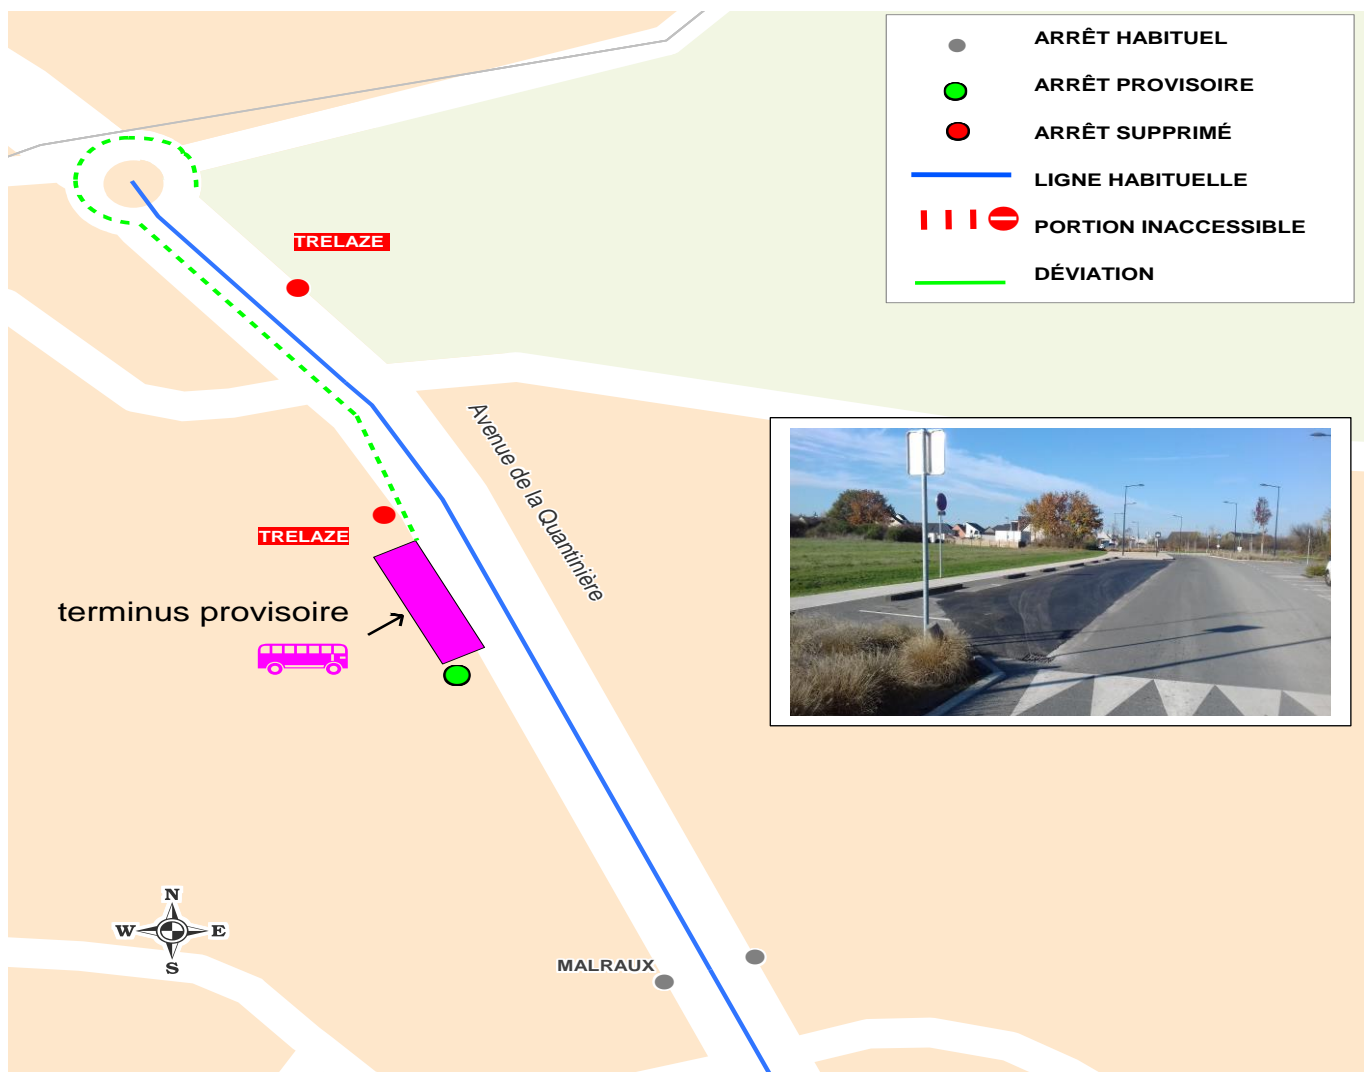 ARRÊT HABITUEL
ARRÊT PROVISOIRE
ARRÊT SUPPRIMÉ
LIGNE HABITUELLE
PORTION INACCESSIBLE
DÉVIATION
TRELAZE
Avenue de la Quantinière
TRELAZE
terminus provisoire
N
W E
S
MALRAUX